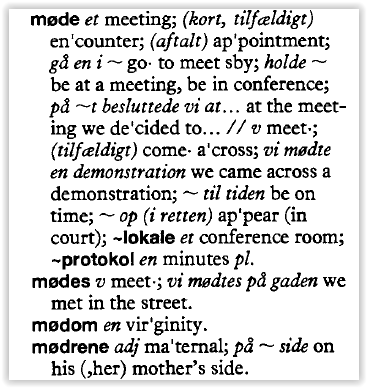 møde et meeting; (kort, tilfældigt)
en'counter; (aftalt) ap'pointment;
gå en i ~ go· to meet sby; holde ~
be at a meeting, be in conference;
på ~t besluttede vi at... at the meet-
ing we de'cided to... // v meet·;
(tilfældigt) come· a'cross; vi mødte
en demonstration we came across a
demonstration; ~ til tiden be on
time; ~ op (i retten) ap'pear (in
court); ~lokale et conference room;
~protokol en minutes pl.
mødes v meet·; vi mødtes på gaden we
met in the street.
mødom en vir'ginity.
mødrene adj ma'ternal; på ~ side on
his (,her) mother's side.